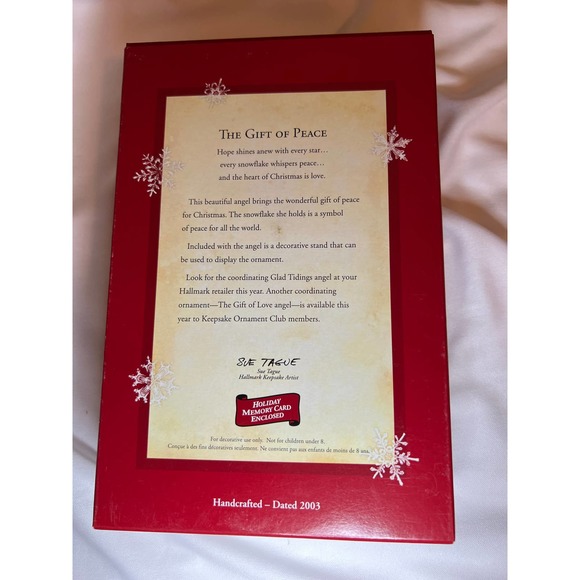 THE GIFT OF PEACE
Hope shines anew with every star…
every snowflake whispers peace…
and the heart of Christmas is love.
This beautiful angel brings the wonderful gift of peace
for Christmas. The snowflake she holds is a symbol
of peace for all the world.
Included with the angel is a decorative stand that can
be used to display the ornament.
Look for the coordinating Glad Tidings angel at your
Hallmark retailer this year. Another coordinating
ornament—The Gift of Love angel—is available this
year to Keepsake Ornament Club members.
SUE TAGUE
Sue Tague
Hallmark Keepsake Artist
HOLIDAY
MEMORY CARD
ENCLOSED
For decorative use only. Not for children under 8.
Conçue à des fins décoratives seulement. Ne convient pas aux enfants de moins de 8 ans.
Handcrafted – Dated 2003